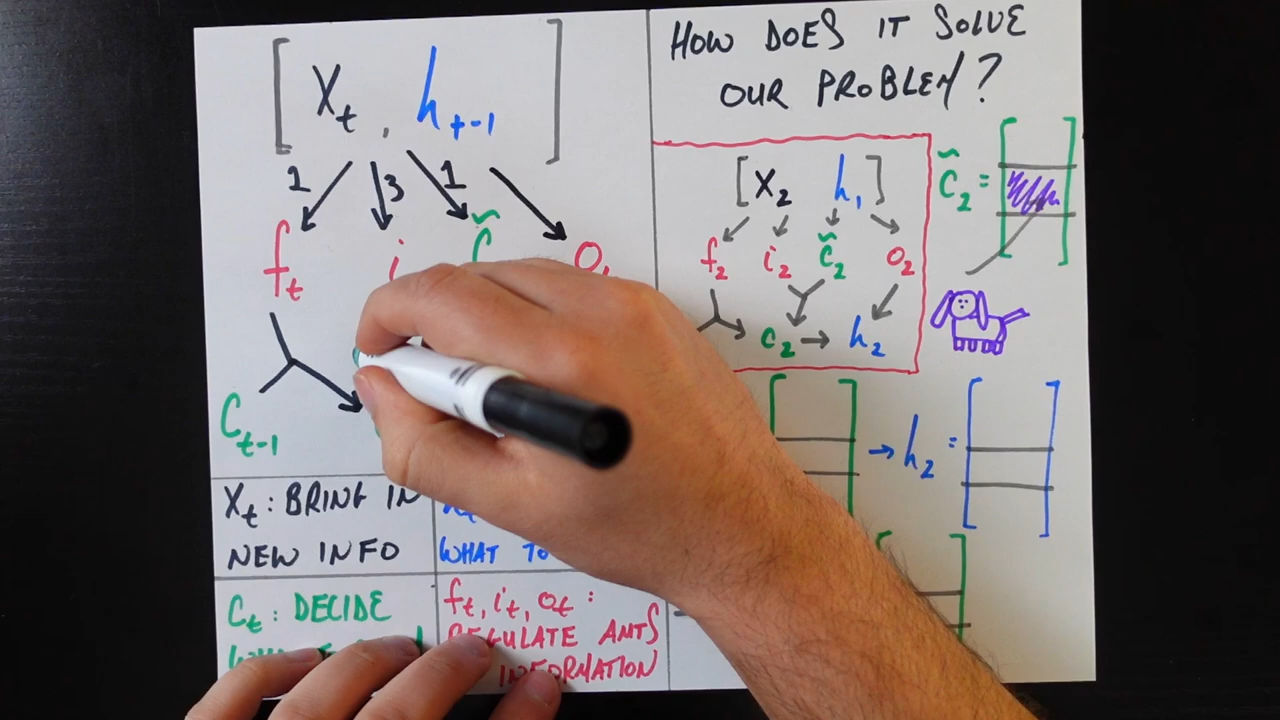 [ Xt , ht-1 ]
2 3 1
ft i C̃ O
Ct-1
Xt: BRING IN
NEW INFO
WHAT TO
Ct: DECIDE
ft, it, ot :
REGULATE AMTS
INFORMATION
HOW DOES IT SOLVE
OUR PROBLEM?
[X2 h1]
f2 i2 C̃2 O2
C2 → h2
C̃2 =
→ h2 =